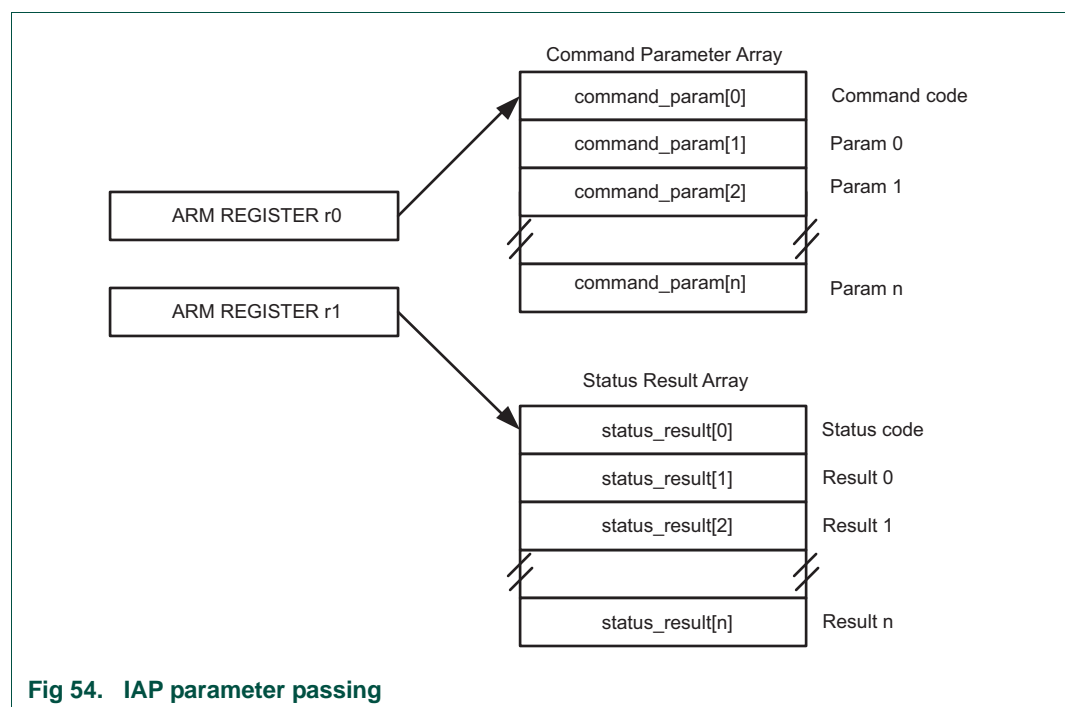 Command Parameter Array
command_param[0] Command code
command_param[1] Param 0
command_param[2] Param 1
ARM REGISTER r0
command_param[n] Param n
ARM REGISTER r1
Status Result Array
status_result[0] Status code
status_result[1] Result 0
status_result[2] Result 1
status_result[n] Result n
Fig 54. IAP parameter passing